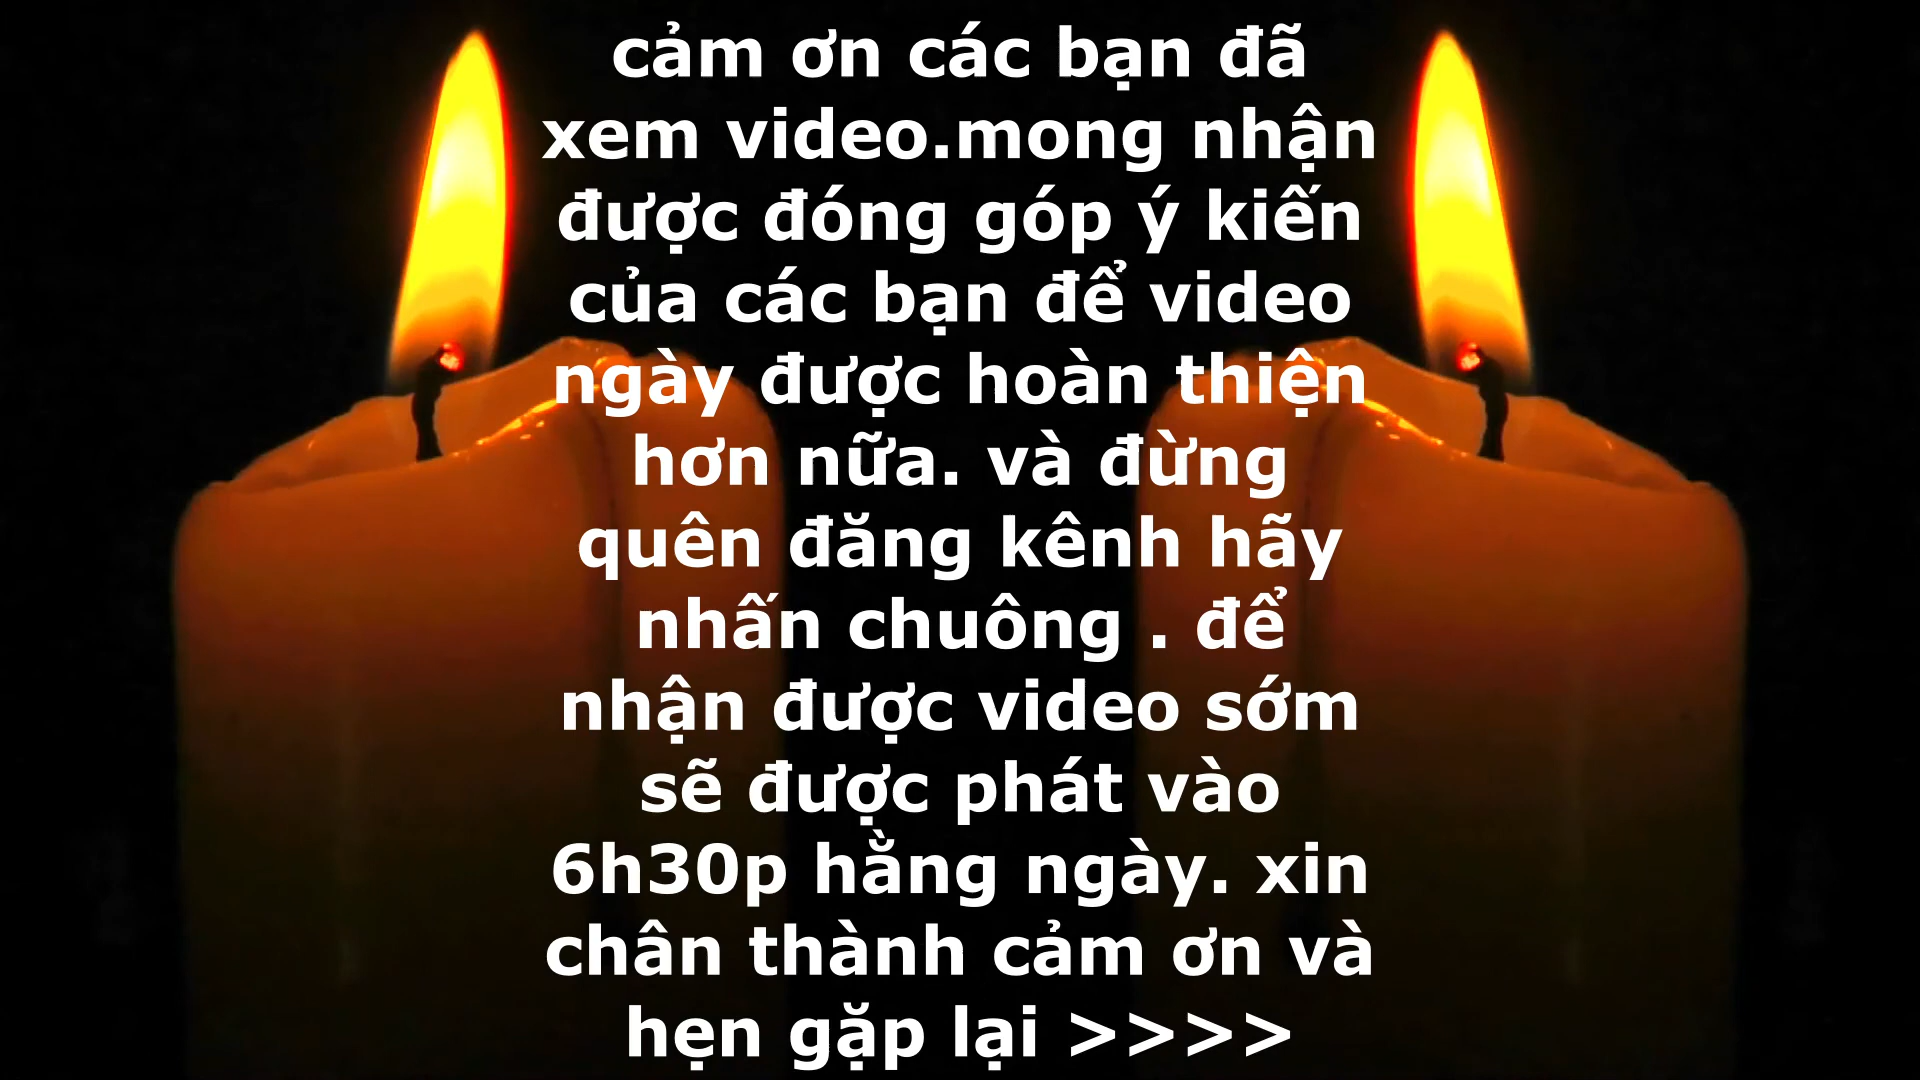 cảm ơn các bạn đã
xem video.mong nhận
được đóng góp ý kiến
của các bạn để video
ngày được hoàn thiện
hơn nữa. và đừng
quên đăng kênh hãy
nhấn chuông . để
nhận được video sớm
sẽ được phát vào
6h30p hằng ngày. xin
chân thành cảm ơn và
hẹn gặp lại >>>>